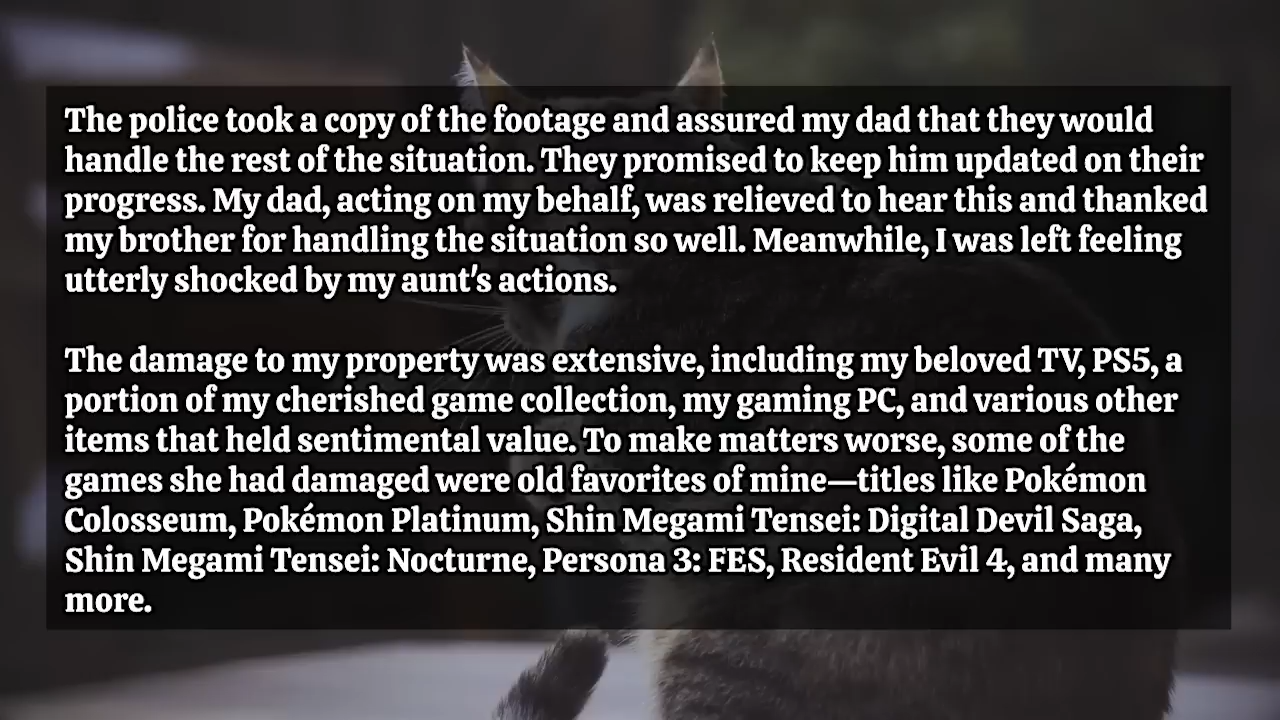 The police took a copy of the footage and assured my dad that they would
handle the rest of the situation. They promised to keep him updated on their
progress. My dad, acting on my behalf, was relieved to hear this and thanked
my brother for handling the situation so well. Meanwhile, I was left feeling
utterly shocked by my aunt's actions.
The damage to my property was extensive, including my beloved TV, PS5, a
portion of my cherished game collection, my gaming PC, and various other
items that held sentimental value. To make matters worse, some of the
games she had damaged were old favorites of mine—titles like Pokémon
Colosseum, Pokémon Platinum, Shin Megami Tensei: Digital Devil Saga,
Shin Megami Tensei: Nocturne, Persona 3: FES, Resident Evil 4, and many
more.